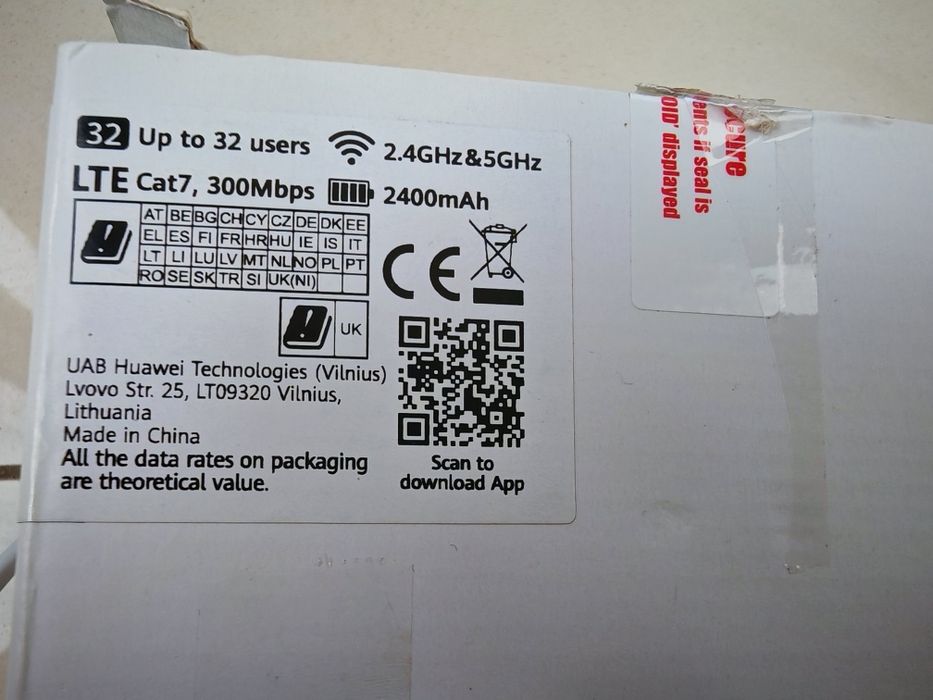 32 Up to 32 users 2.4GHz&5GHz
LTE Cat7, 300Mbps 2400mAh
AT BE BG CH CY CZ DE DK EE
EL ES FI FR HR HU IE IS IT
LT LI LU LV MT NL NO PL PT
RO SE SK TR SI UK(NI)
CE
UK
UAB Huawei Technologies (Vilnius)
Lvovo Str. 25, LT09320 Vilnius,
Lithuania
Made in China
All the data rates on packaging
are theoretical value.
Scan to
download App
if seal is
displayed